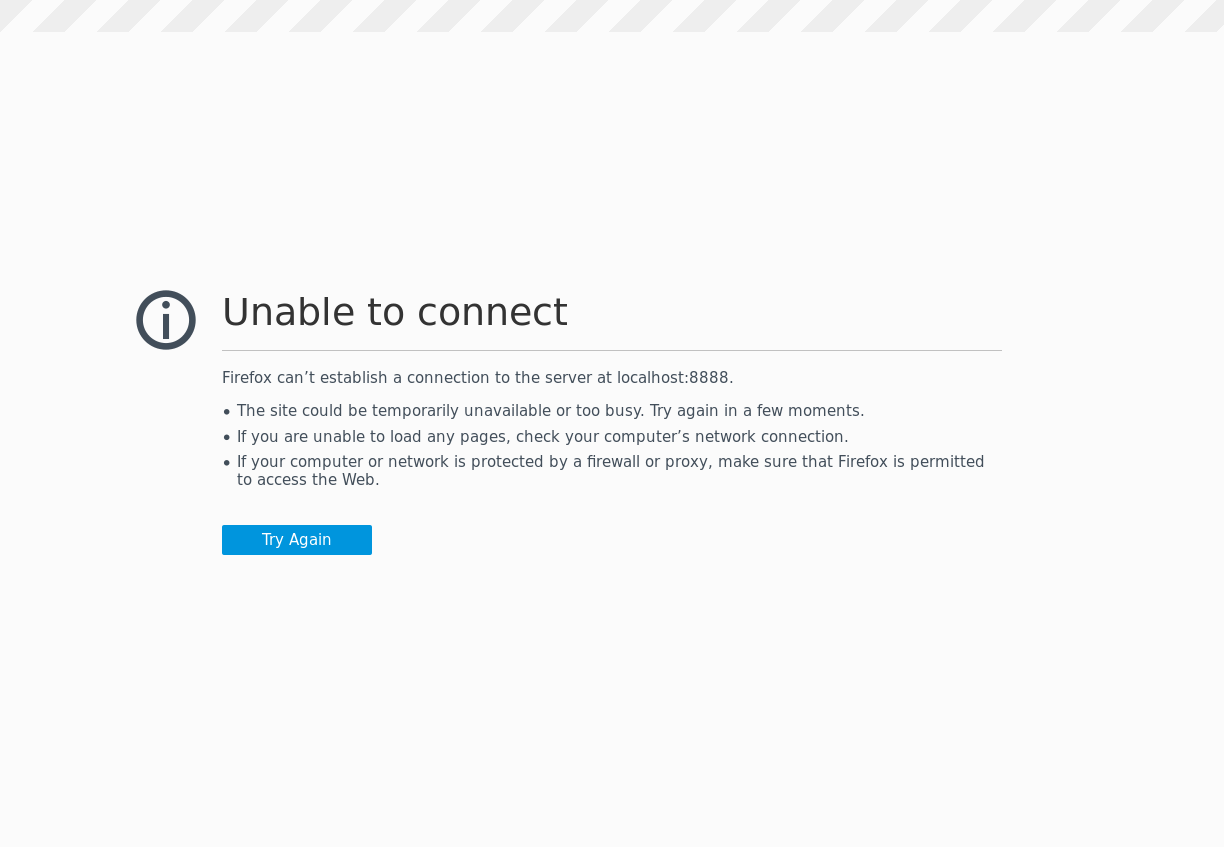 Unable to connect
Firefox can’t establish a connection to the server at localhost:8888.
• The site could be temporarily unavailable or too busy. Try again in a few moments.
• If you are unable to load any pages, check your computer’s network connection.
• If your computer or network is protected by a firewall or proxy, make sure that Firefox is permitted
to access the Web.
Try Again